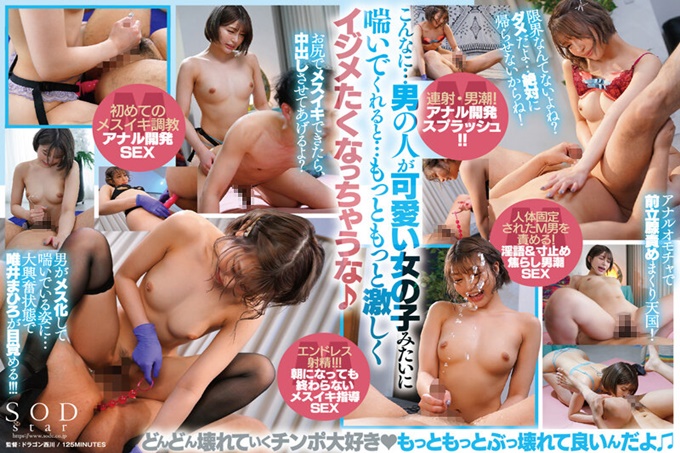 初めての
メスイキ調教
アナル開発
SEX
お尻でメスイキできたら、
中出しさせてあげるよ?
こんなに…男の人が可愛い女の子みたいに
喘いでくれると…もっともっと激しく
イジメたくなっちゃうな♪
連射・男潮!
アナル開発
スプラッシュ
!!
限界なんてないよね?
ダメだよ…絶対に
帰らせないからね!
アナルオモチャで
前立腺責め
まくり天国!
人体固定
されたM男を
責める!
淫語&寸止め
焦らし男潮
SEX
男がメス化して
喘いでいる姿に…
大興奮状態で
唯井まひろが目覚める!!!
エンドレス
射精!!!
朝になっても
終わらない
メスイキ指導
SEX
SOD
star
https://www.sod.co.jp
監督:ドラゴン西川 / 125MINUTES
どんどん壊れていくチンポ大好き♥もっともっとぶっ壊れて良いんだよ♫